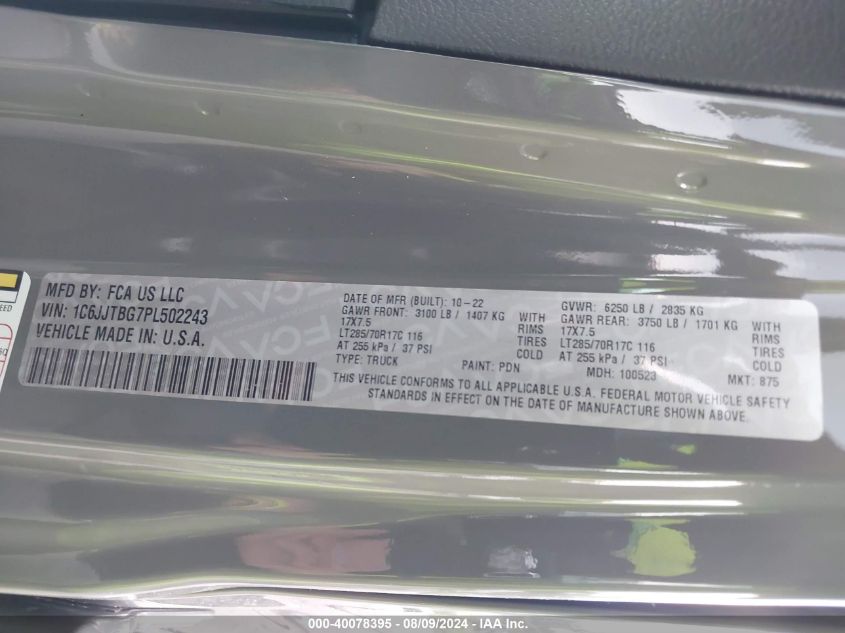 MFD BY: FCA US LLC
VIN: 1C6JJTBG7PL502243
VEHICLE MADE IN U.S.A.
DATE OF MFR (BUILT): 10-22
GAWR FRONT: 3100 LB / 1407 KG WITH
17X7.5 RIMS
LT285/70R17C 116 TIRES
AT 255 kPa / 37 PSI COLD
TYPE: TRUCK PAINT: PDN
GVWR: 6250 LB / 2835 KG
GAWR REAR: 3750 LB / 1701 KG WITH
17X7.5 RIMS
LT285/70R17C 116 TIRES
AT 255 kPa / 37 PSI COLD
MDH: 100523 MKT: 875
THIS VEHICLE CONFORMS TO ALL APPLICABLE U.S.A. FEDERAL MOTOR VEHICLE SAFETY
STANDARDS IN EFFECT ON THE DATE OF MANUFACTURE SHOWN ABOVE.
000-40078395 - 08/09/2024 - IAAI.com